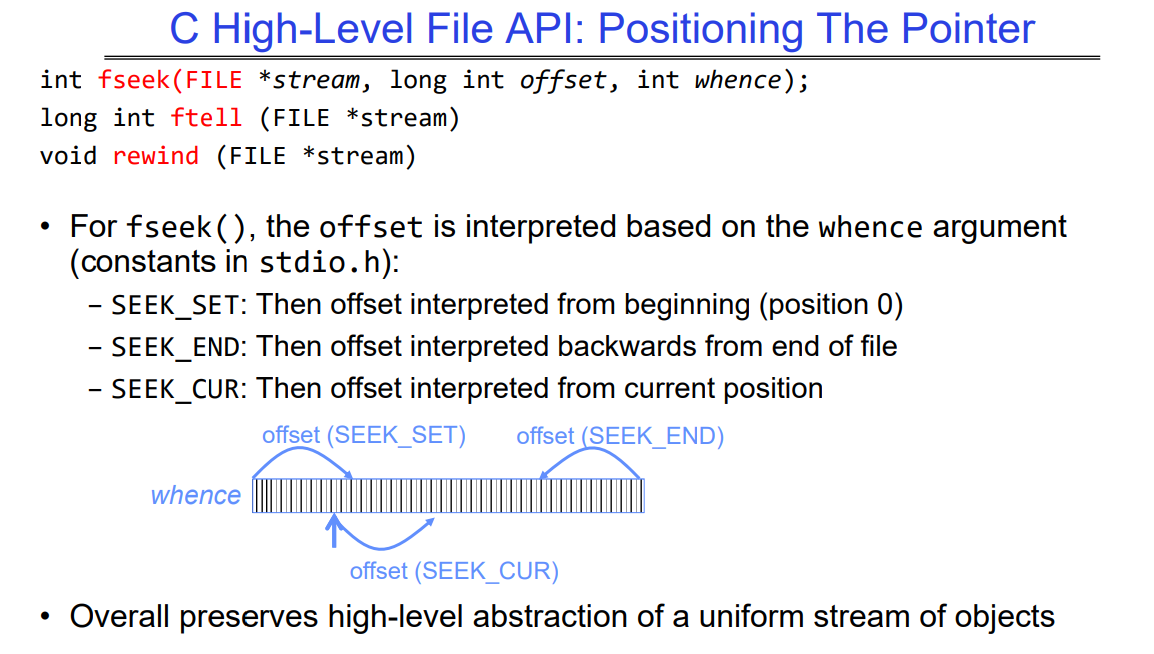 C High-Level File API: Positioning The Pointer
int fseek(FILE *stream, long int offset, int whence);
long int ftell (FILE *stream)
void rewind (FILE *stream)
• For fseek(), the offset is interpreted based on the whence argument
(constants in stdio.h):
– SEEK_SET: Then offset interpreted from beginning (position 0)
– SEEK_END: Then offset interpreted backwards from end of file
– SEEK_CUR: Then offset interpreted from current position
offset (SEEK_SET) offset (SEEK_END)
whence
offset (SEEK_CUR)
• Overall preserves high-level abstraction of a uniform stream of objects